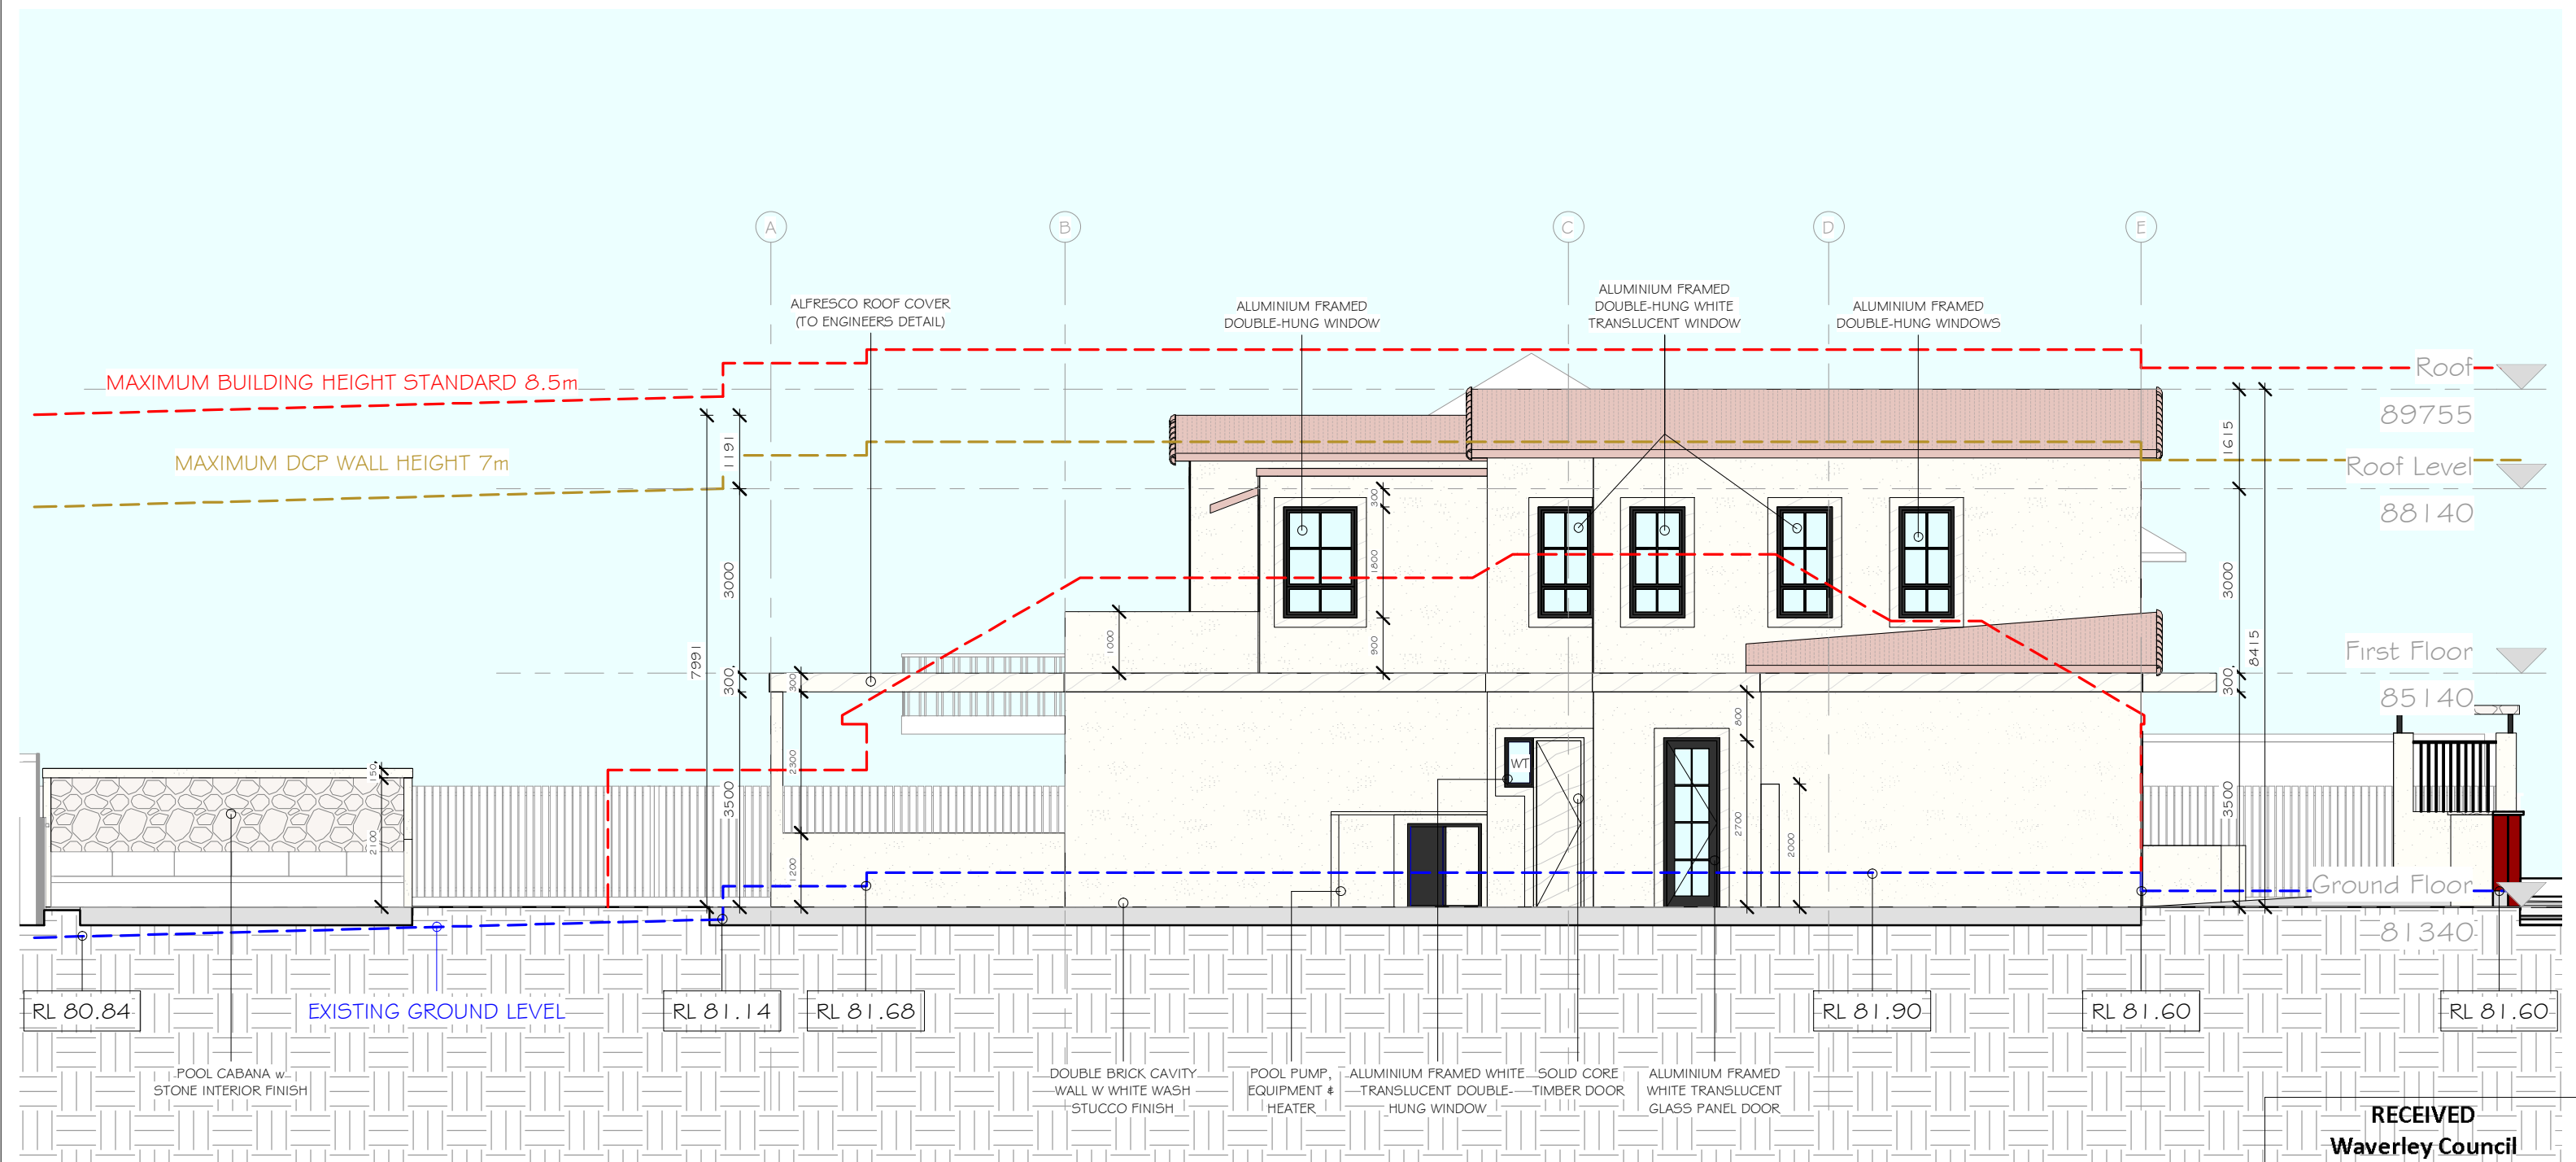 A
B
C
D
E
ALUMINIUM FRAMED
DOUBLE-HUNG WHITE
TRANSLUCENT WINDOW
ALFRESCO ROOF COVER
(TO ENGINEERS DETAIL)
ALUMINIUM FRAMED
DOUBLE-HUNG WINDOW
ALUMINIUM FRAMED
DOUBLE-HUNG WINDOWS
MAXIMUM BUILDING HEIGHT STANDARD 8.5m
Roof
89755
MAXIMUM DCP WALL HEIGHT 7m
1191
1615
Roof Level
88140
300
1800
900
3000
3000
1000
7991
8415
First Floor
85140
300
300
300
800
WT
2300
150
2100
3500
1200
2700
2000
3500
Ground Floor
81340
RL 80.84
EXISTING GROUND LEVEL
RL 81.14
RL 81.68
RL 81.90
RL 81.60
RL 81.60
POOL CABANA w
STONE INTERIOR FINISH
DOUBLE BRICK CAVITY
WALL W WHITE WASH
STUCCO FINISH
POOL PUMP,
EQUIPMENT &
HEATER
ALUMINIUM FRAMED WHITE
TRANSLUCENT DOUBLE-
HUNG WINDOW
SOLID CORE
TIMBER DOOR
ALUMINIUM FRAMED
WHITE TRANSLUCENT
GLASS PANEL DOOR
RECEIVED
Waverley Council